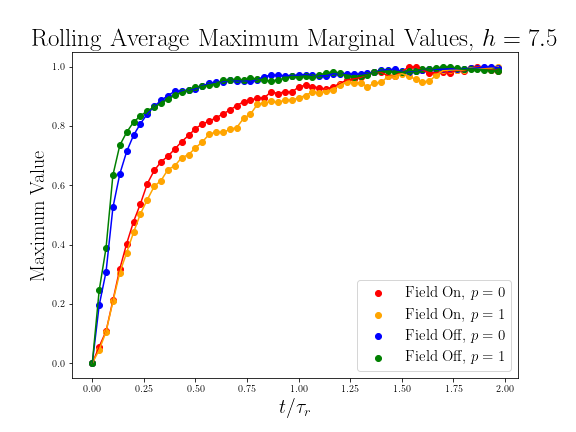 Rolling Average Maximum Marginal Values, h = 7.5
Maximum Value
1.0
0.8
0.6
0.4
0.2
0.0
Field On, p = 0
Field On, p = 1
Field Off, p = 0
Field Off, p = 1
0.00 0.25 0.50 0.75 1.00 1.25 1.50 1.75 2.00
t/τᵣ